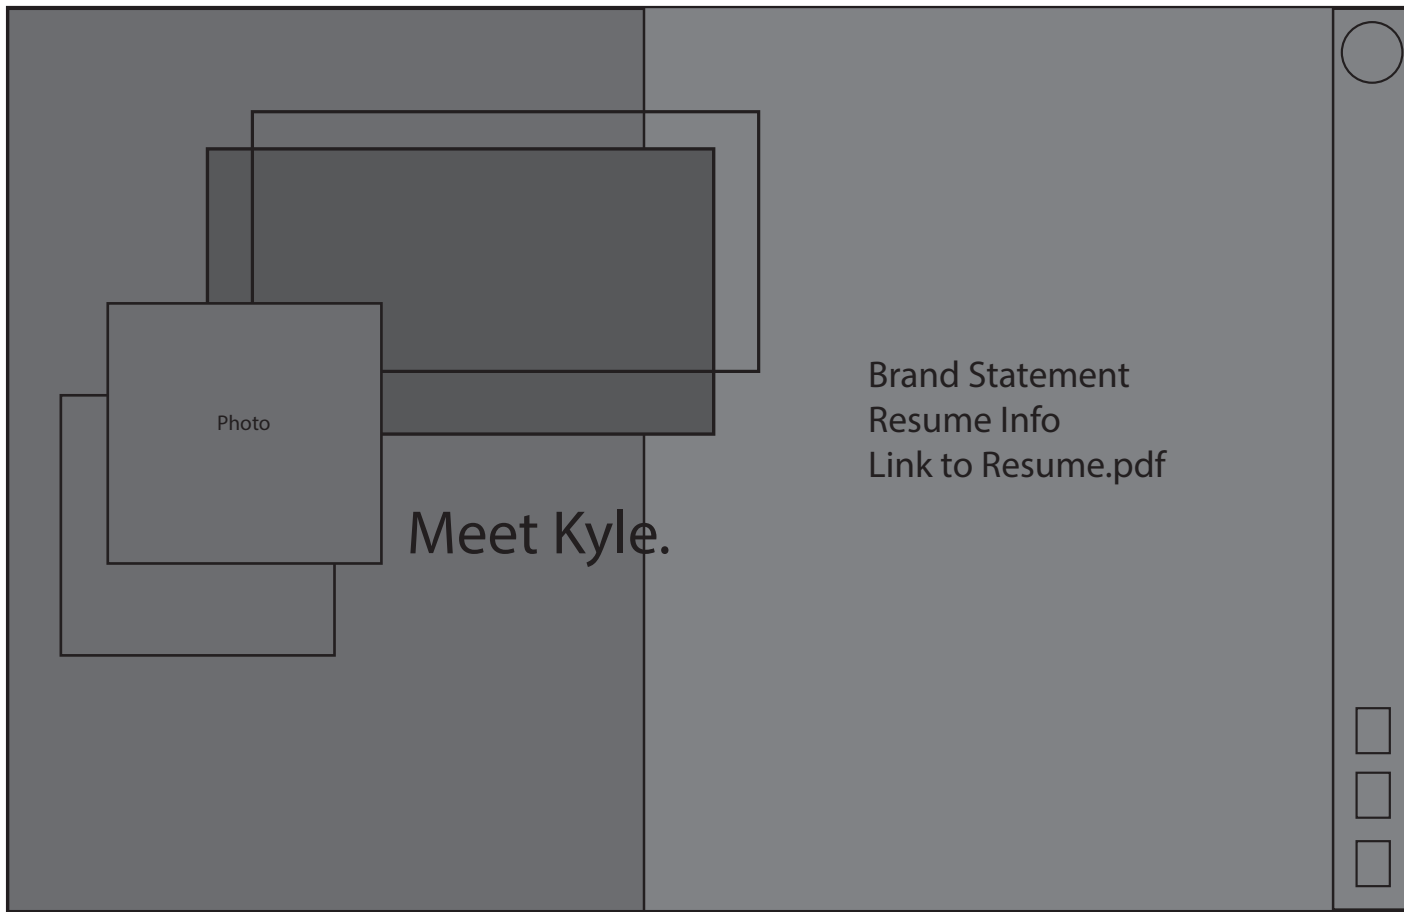 Photo
Meet Kyle.
Brand Statement
Resume Info
Link to Resume.pdf